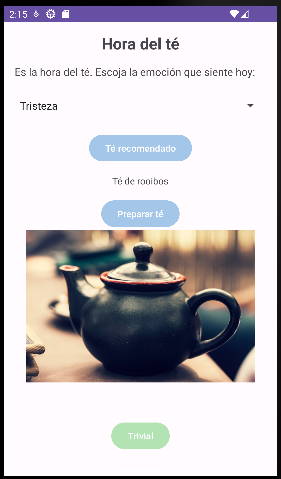 2:15
Hora del té
Es la hora del té. Escoja la emoción que siente hoy:
Tristeza
Té recomendado
Té de rooibos
Preparar té
Trivial